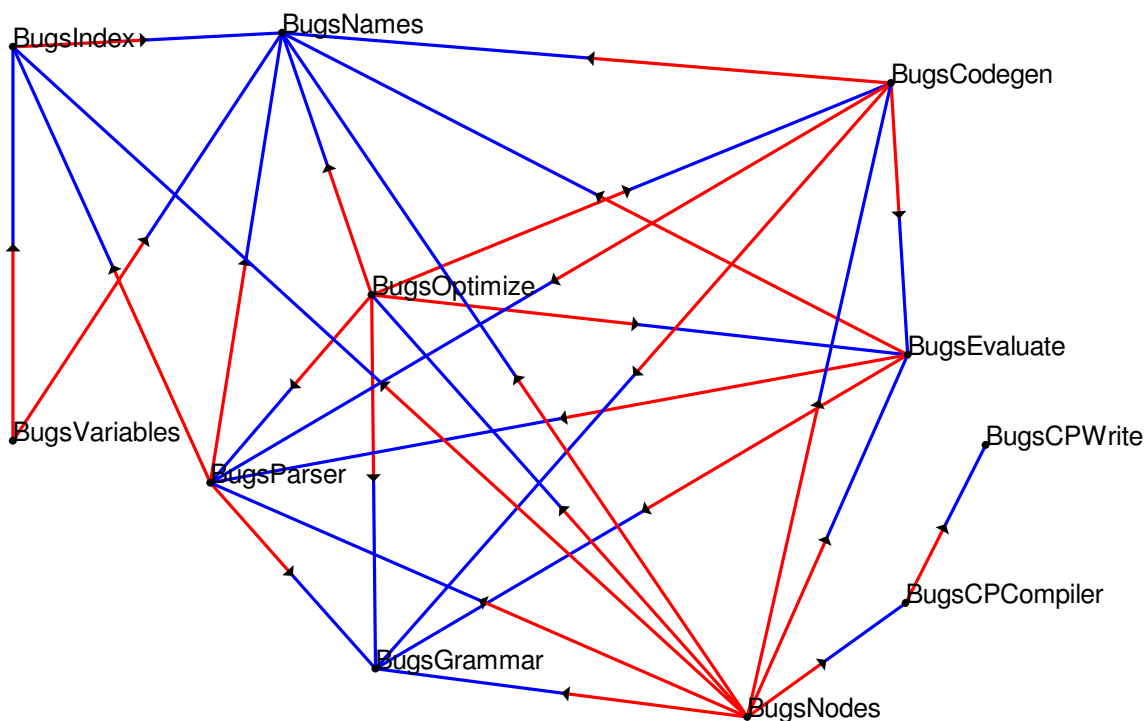 BugsNames
BugsIndex
BugsCodegen
BugsOptimize
BugsEvaluate
BugsVariables
BugsCPWrite
BugsParser
BugsCPCompiler
BugsGrammar
BugsNodes